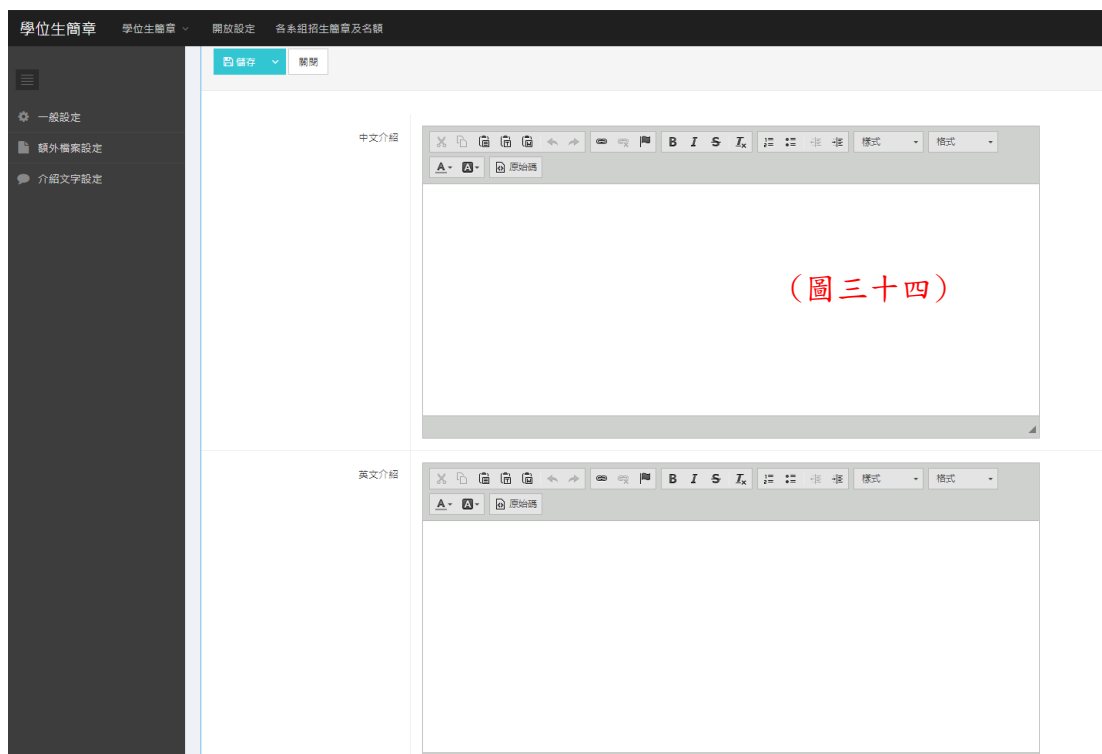 學位生簡章 學位生簡章 開放設定 各系組招生簡章及名額
儲存 關閉
一般設定
額外檔案設定
介紹文字設定
中文介紹
B I S Ix 樣式 格式
A A 原始碼
(圖三十四)
英文介紹
B I S Ix 樣式 格式
A A 原始碼